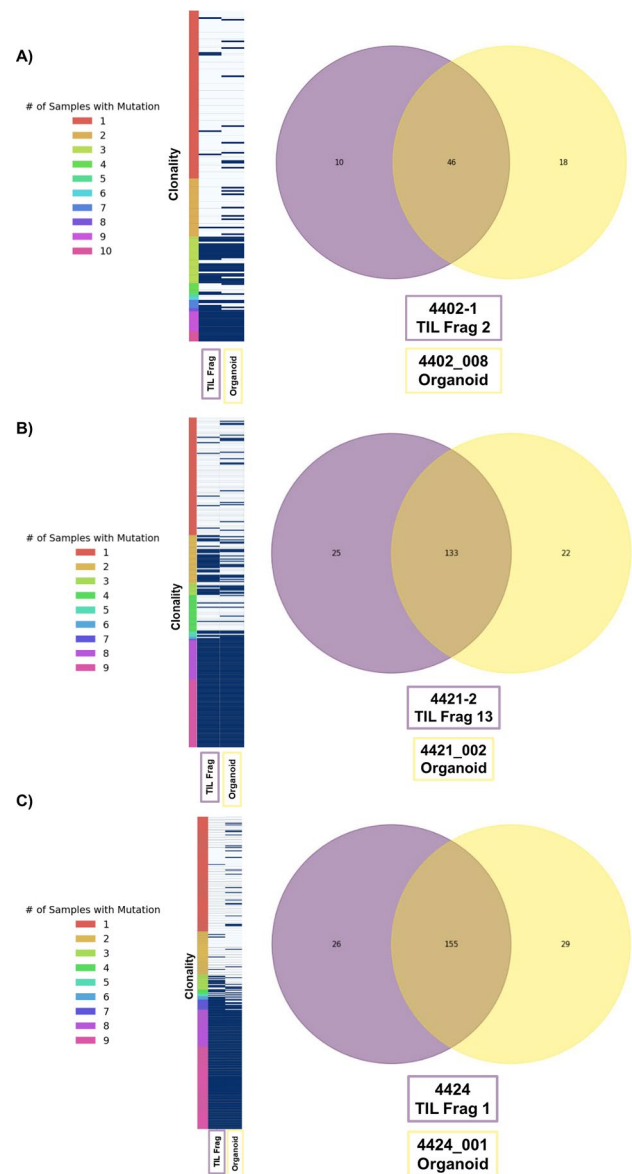 A)
# of Samples with Mutation
1
2
3
4
5
6
7
8
9
10
Clonality
TIL Frag
Organoid
10
46
18
4402-1
TIL Frag 2
4402_008
Organoid
B)
# of Samples with Mutation
1
2
3
4
5
6
7
8
9
Clonality
TIL Frag
Organoid
25
133
22
4421-2
TIL Frag 13
4421_002
Organoid
C)
# of Samples with Mutation
1
2
3
4
5
6
7
8
9
Clonality
TIL Frag
Organoid
26
155
29
4424
TIL Frag 1
4424_001
Organoid